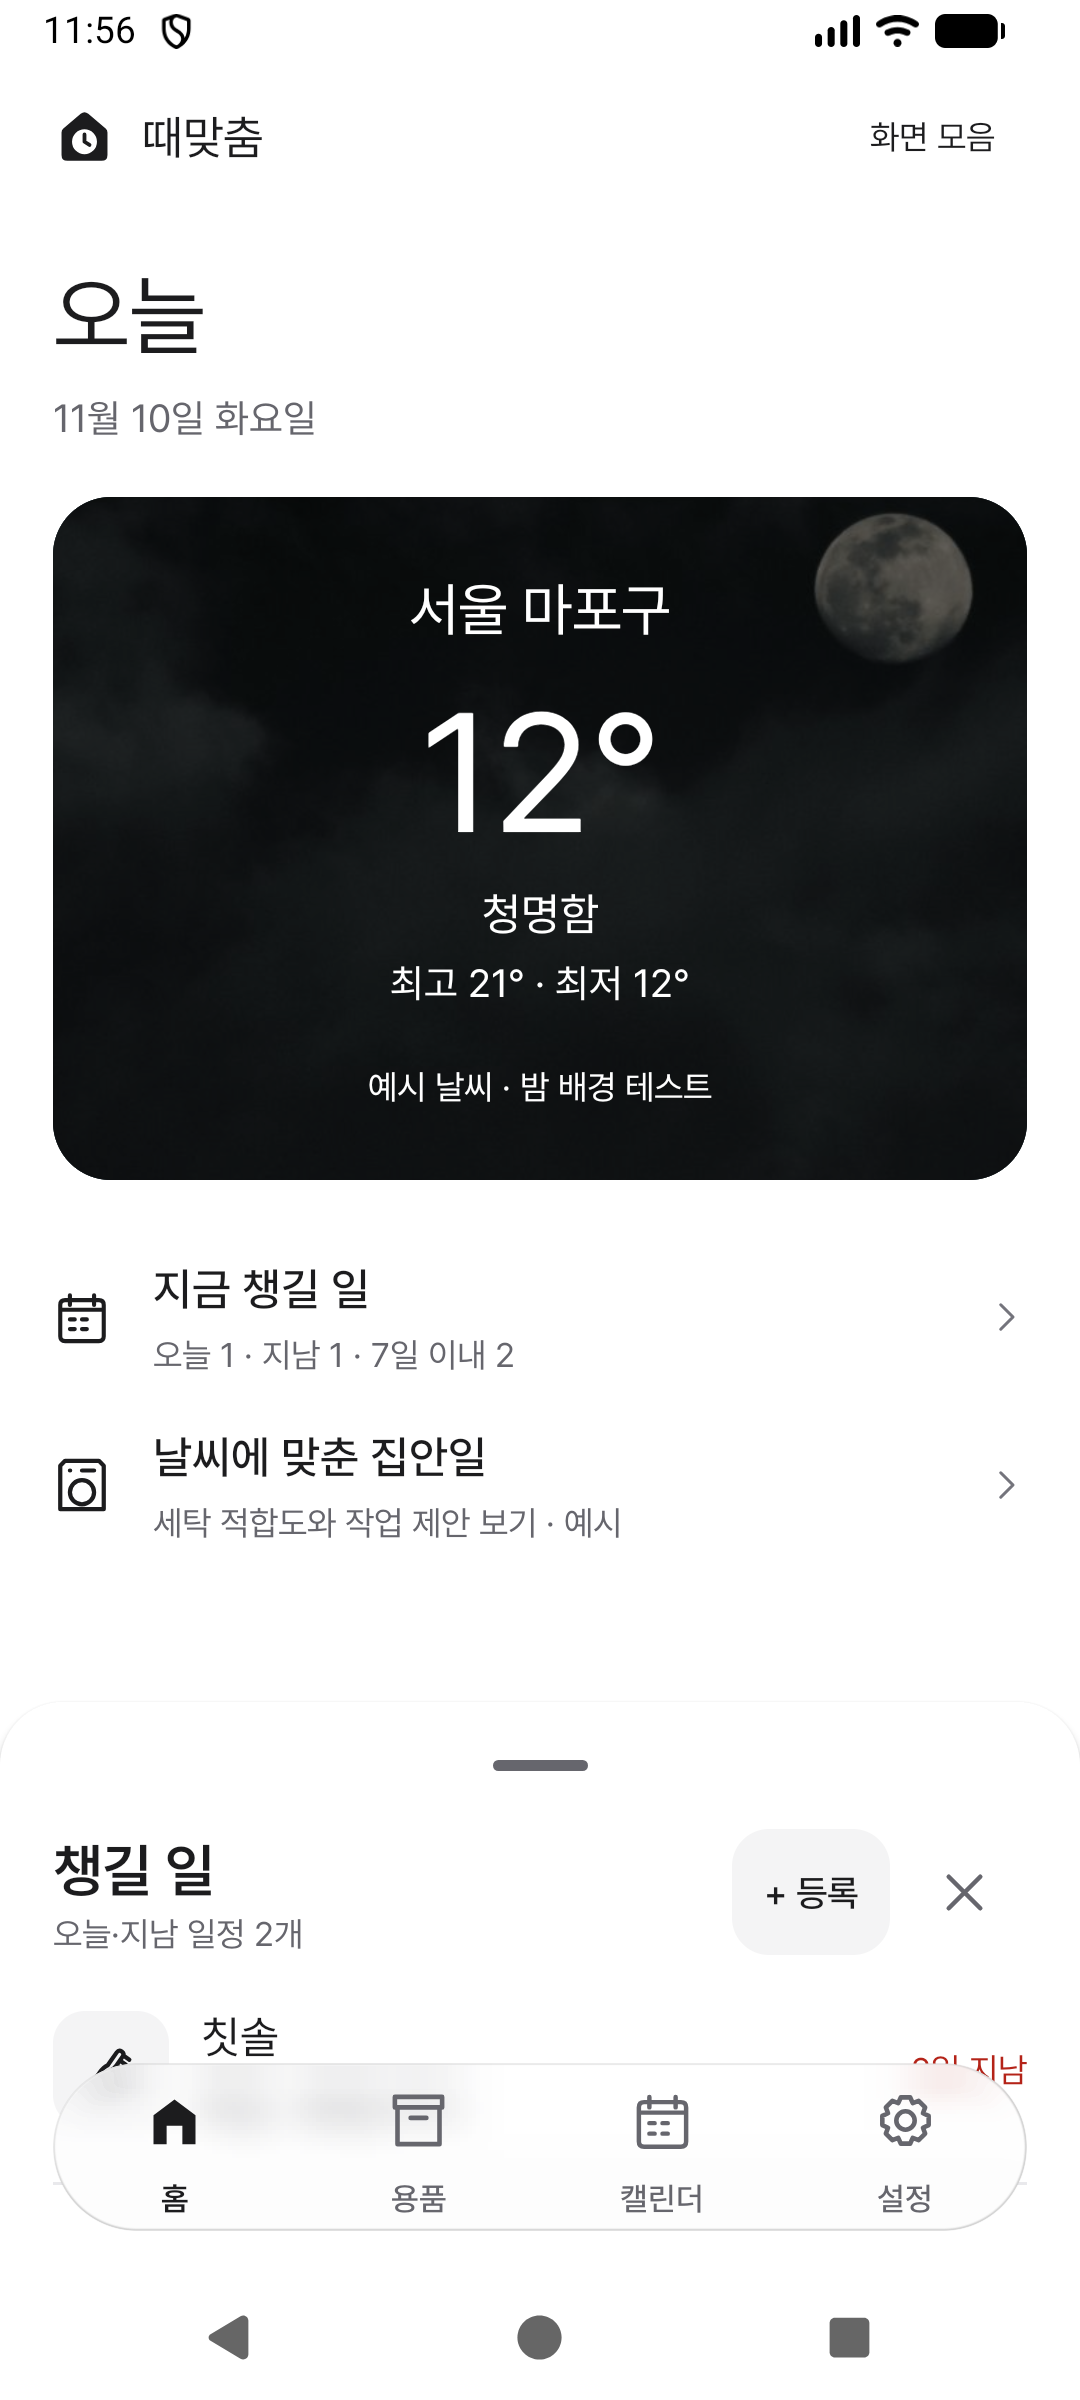 11:56
때맞춤
화면 모음
오늘
11월 10일 화요일
서울 마포구
12°
청명함
최고 21° · 최저 12°
예시 날씨 · 밤 배경 테스트
지금 챙길 일
오늘 1 · 지남 1 · 7일 이내 2
날씨에 맞춘 집안일
세탁 적합도와 작업 제안 보기 · 예시
챙길 일
+ 등록
오늘·지남 일정 2개
칫솔
지남
홈
용품
캘린더
설정